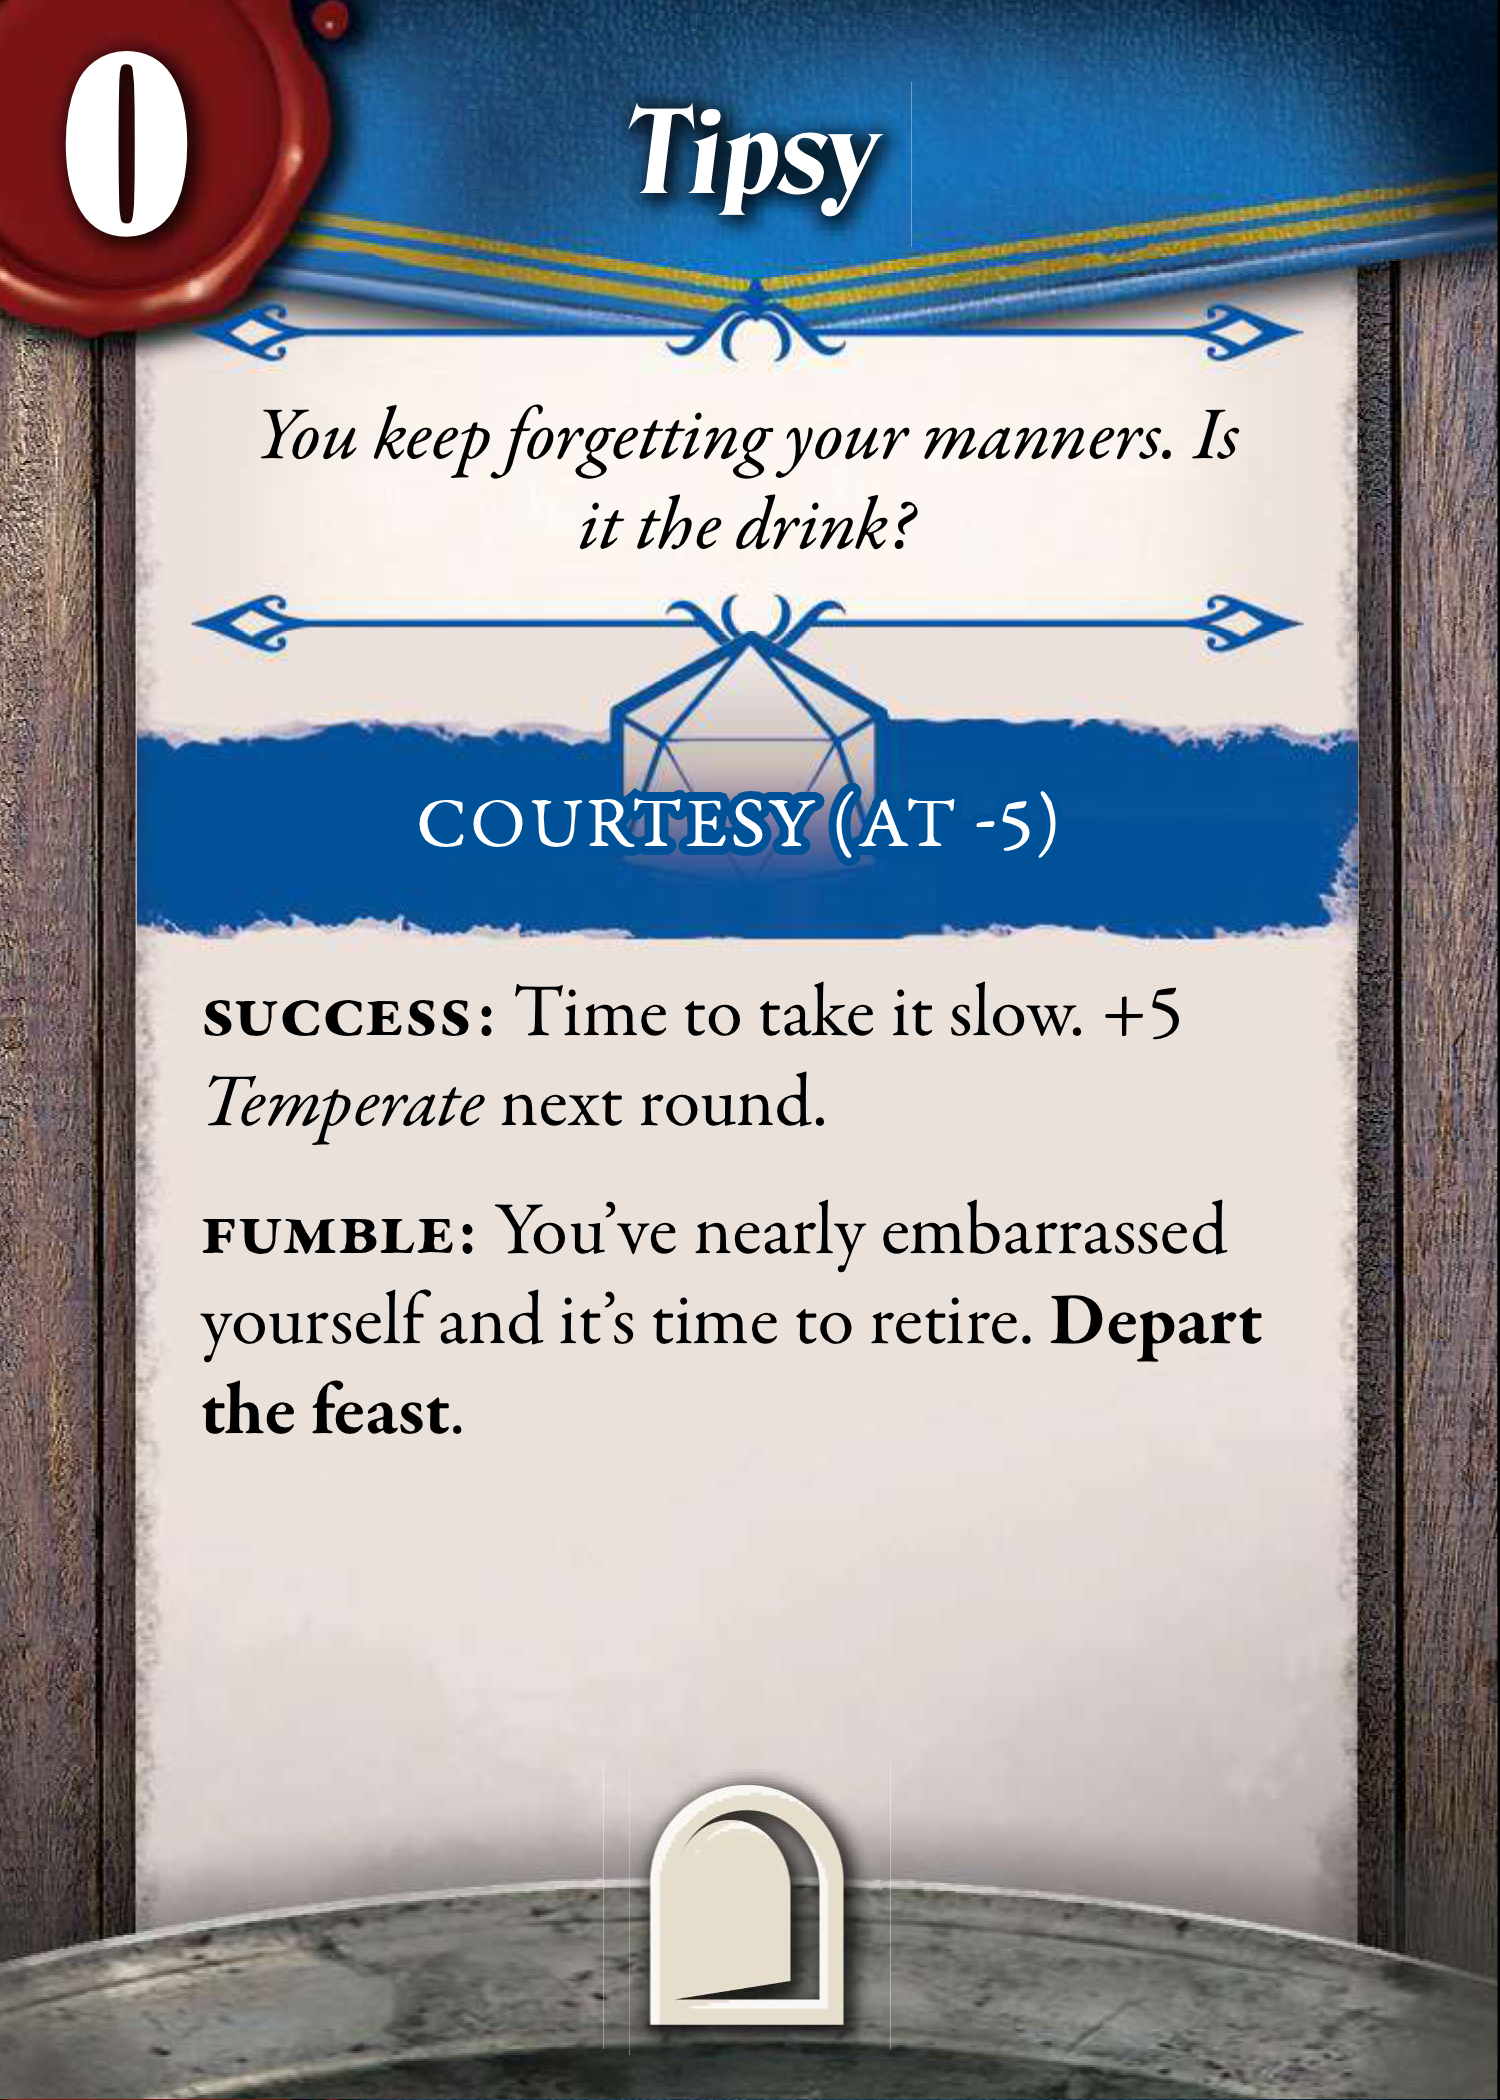 0
Tipsy
You keep forgetting your manners. Is
it the drink?
COURTESY (AT -5)
SUCCESS: Time to take it slow. +5
Temperate next round.
FUMBLE: You’ve nearly embarrassed
yourself and it’s time to retire. Depart
the feast.